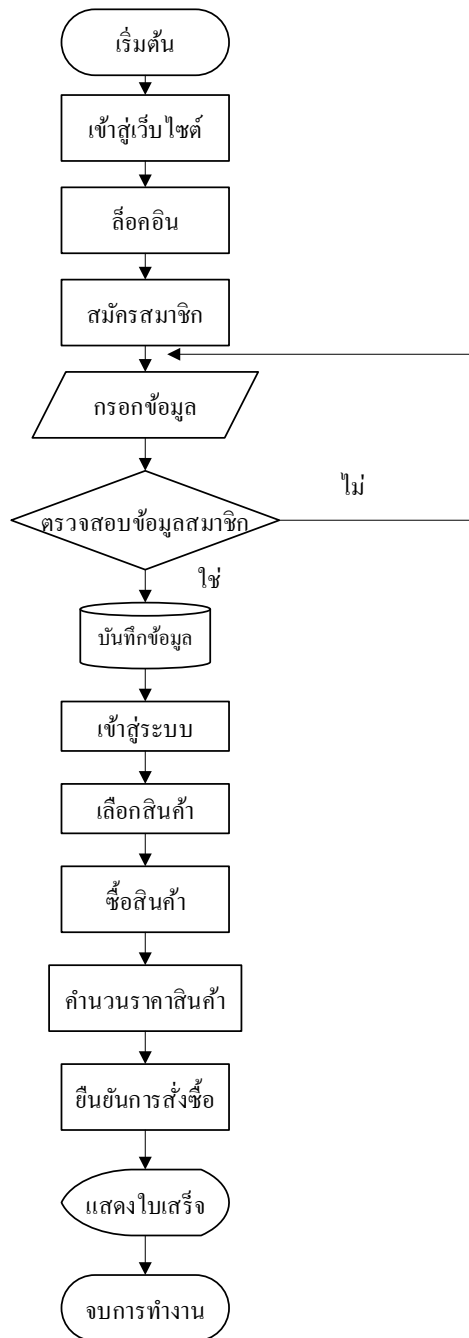 เริ่มต้น
เข้าสู่เว็บไซต์
ล็อคอิน
สมัครสมาชิก
กรอกข้อมูล
ตรวจสอบข้อมูลสมาชิก
ไม่
ใช่
บันทึกข้อมูล
เข้าสู่ระบบ
เลือกสินค้า
ซื้อสินค้า
คำนวนราคาสินค้า
ยืนยันการสั่งซื้อ
แสดงใบเสร็จ
จบการทำงาน